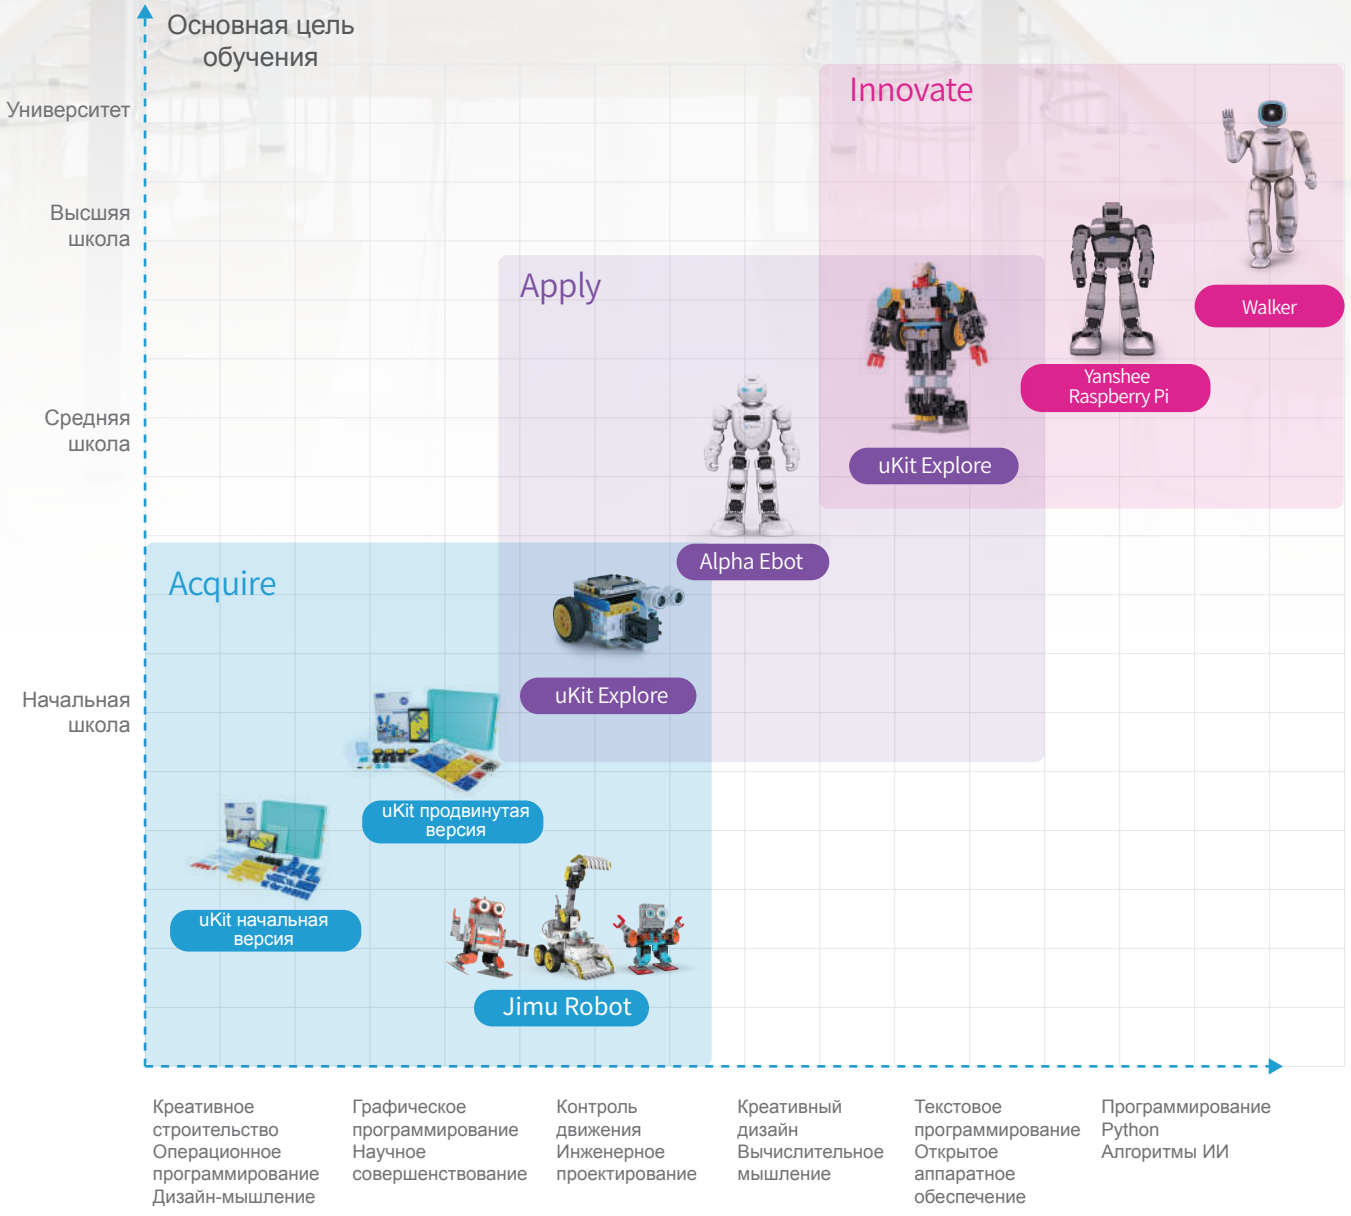 Основная цель
обучения
Университет
Высшая
школа
Средняя
школа
Начальная
школа
Innovate
Walker
Yanshee
Raspberry Pi
Apply
uKit Explore
Alpha Ebot
Acquire
uKit Explore
uKit продвинутая
версия
uKit начальная
версия
Jimu Robot
Креативное
строительство
Операционное
программирование
Дизайн-мышление
Графическое
программирование
Научное
совершенствование
Контроль
движения
Инженерное
проектирование
Креативный
дизайн
Вычислительное
мышление
Текстовое
программирование
Открытое
аппаратное
обеспечение
Программирование
Python
Алгоритмы ИИ